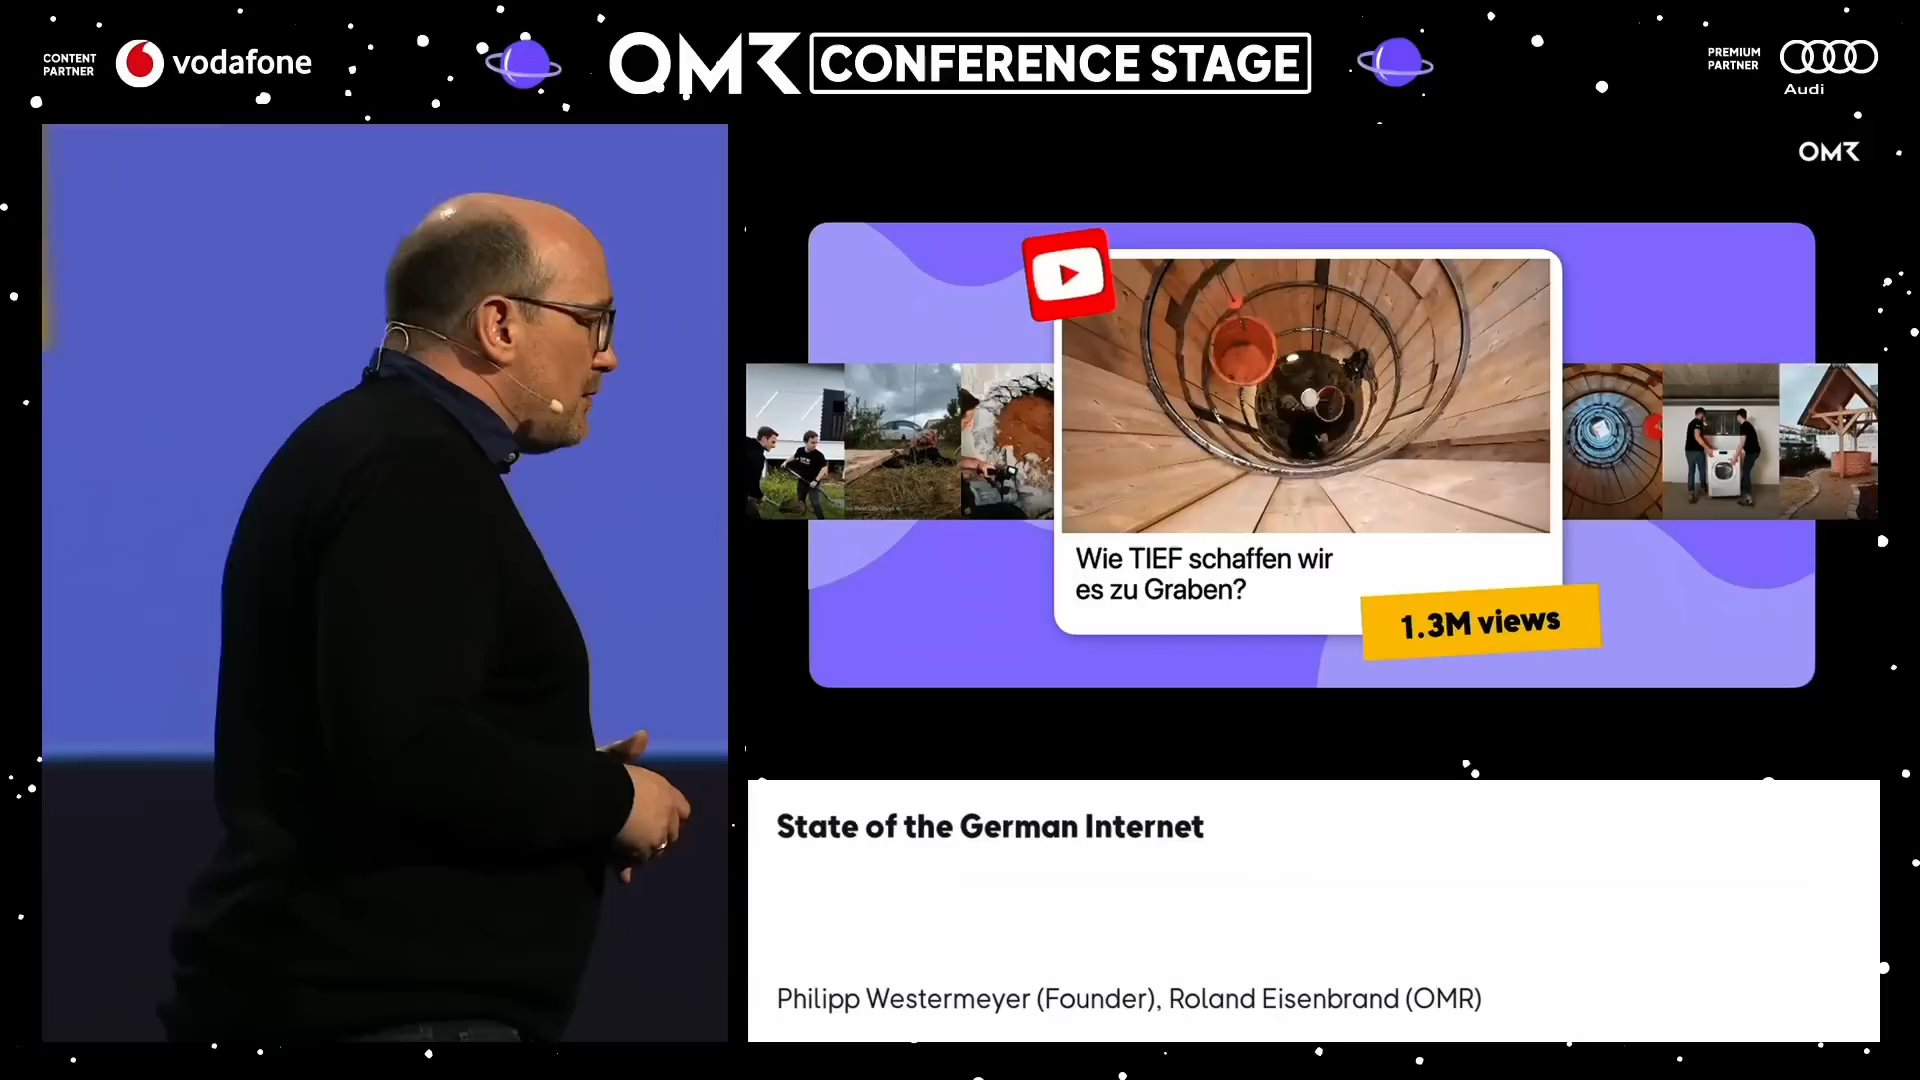 CONTENT
PARTNER
vodafone
OMR CONFERENCE STAGE
PREMIUM
PARTNER
Audi
OMR
Wie TIEF schaffen wir
es zu Graben?
1.3M views
State of the German Internet
Philipp Westermeyer (Founder), Roland Eisenbrand (OMR)